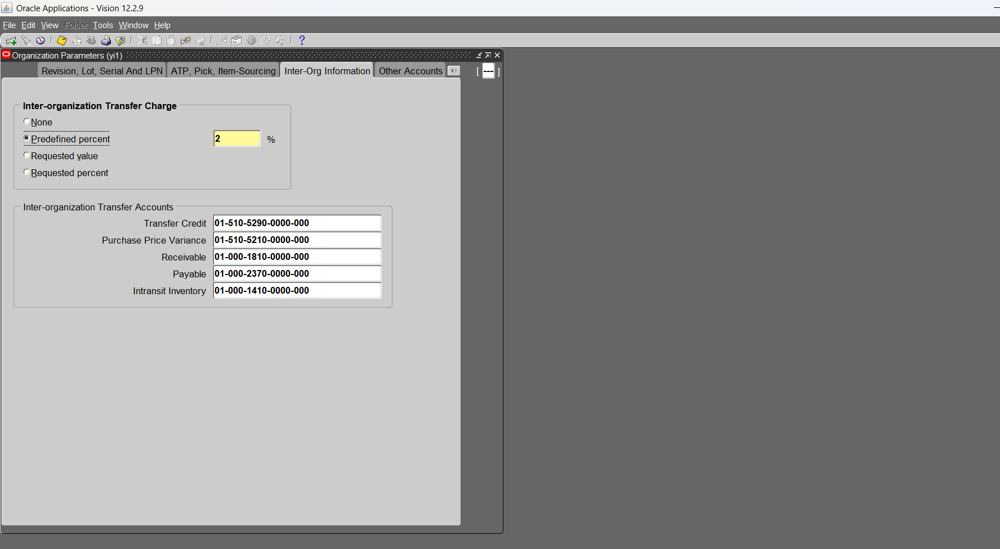 Oracle Applications - Vision 12.2.9
File Edit View Folder Tools Window Help
Organization Parameters (yi1)
Revision, Lot, Serial And LPN ATP, Pick, Item-Sourcing Inter-Org Information Other Accounts [ --- ]
Inter-organization Transfer Charge
None
Predefined percent 2 %
Requested value
Requested percent
Inter-organization Transfer Accounts
Transfer Credit 01-510-5290-0000-000
Purchase Price Variance 01-510-5210-0000-000
Receivable 01-000-1810-0000-000
Payable 01-000-2370-0000-000
Intransit Inventory 01-000-1410-0000-000